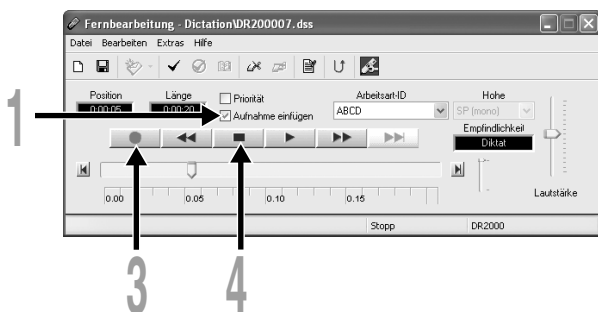 Fernbearbeitung - Dictation\DR200007.dss
Datei Bearbeiten Extras Hilfe
Position Länge Priorität Arbeitsart-ID Hohe
0:00:05 0:00:20 Aufnahme einfügen ABCD SP (mono)
1
Empfindlichkeit
Diktat
Lautstärke
0.00 0.05 0.10 0.15
Stopp DR2000
3 4